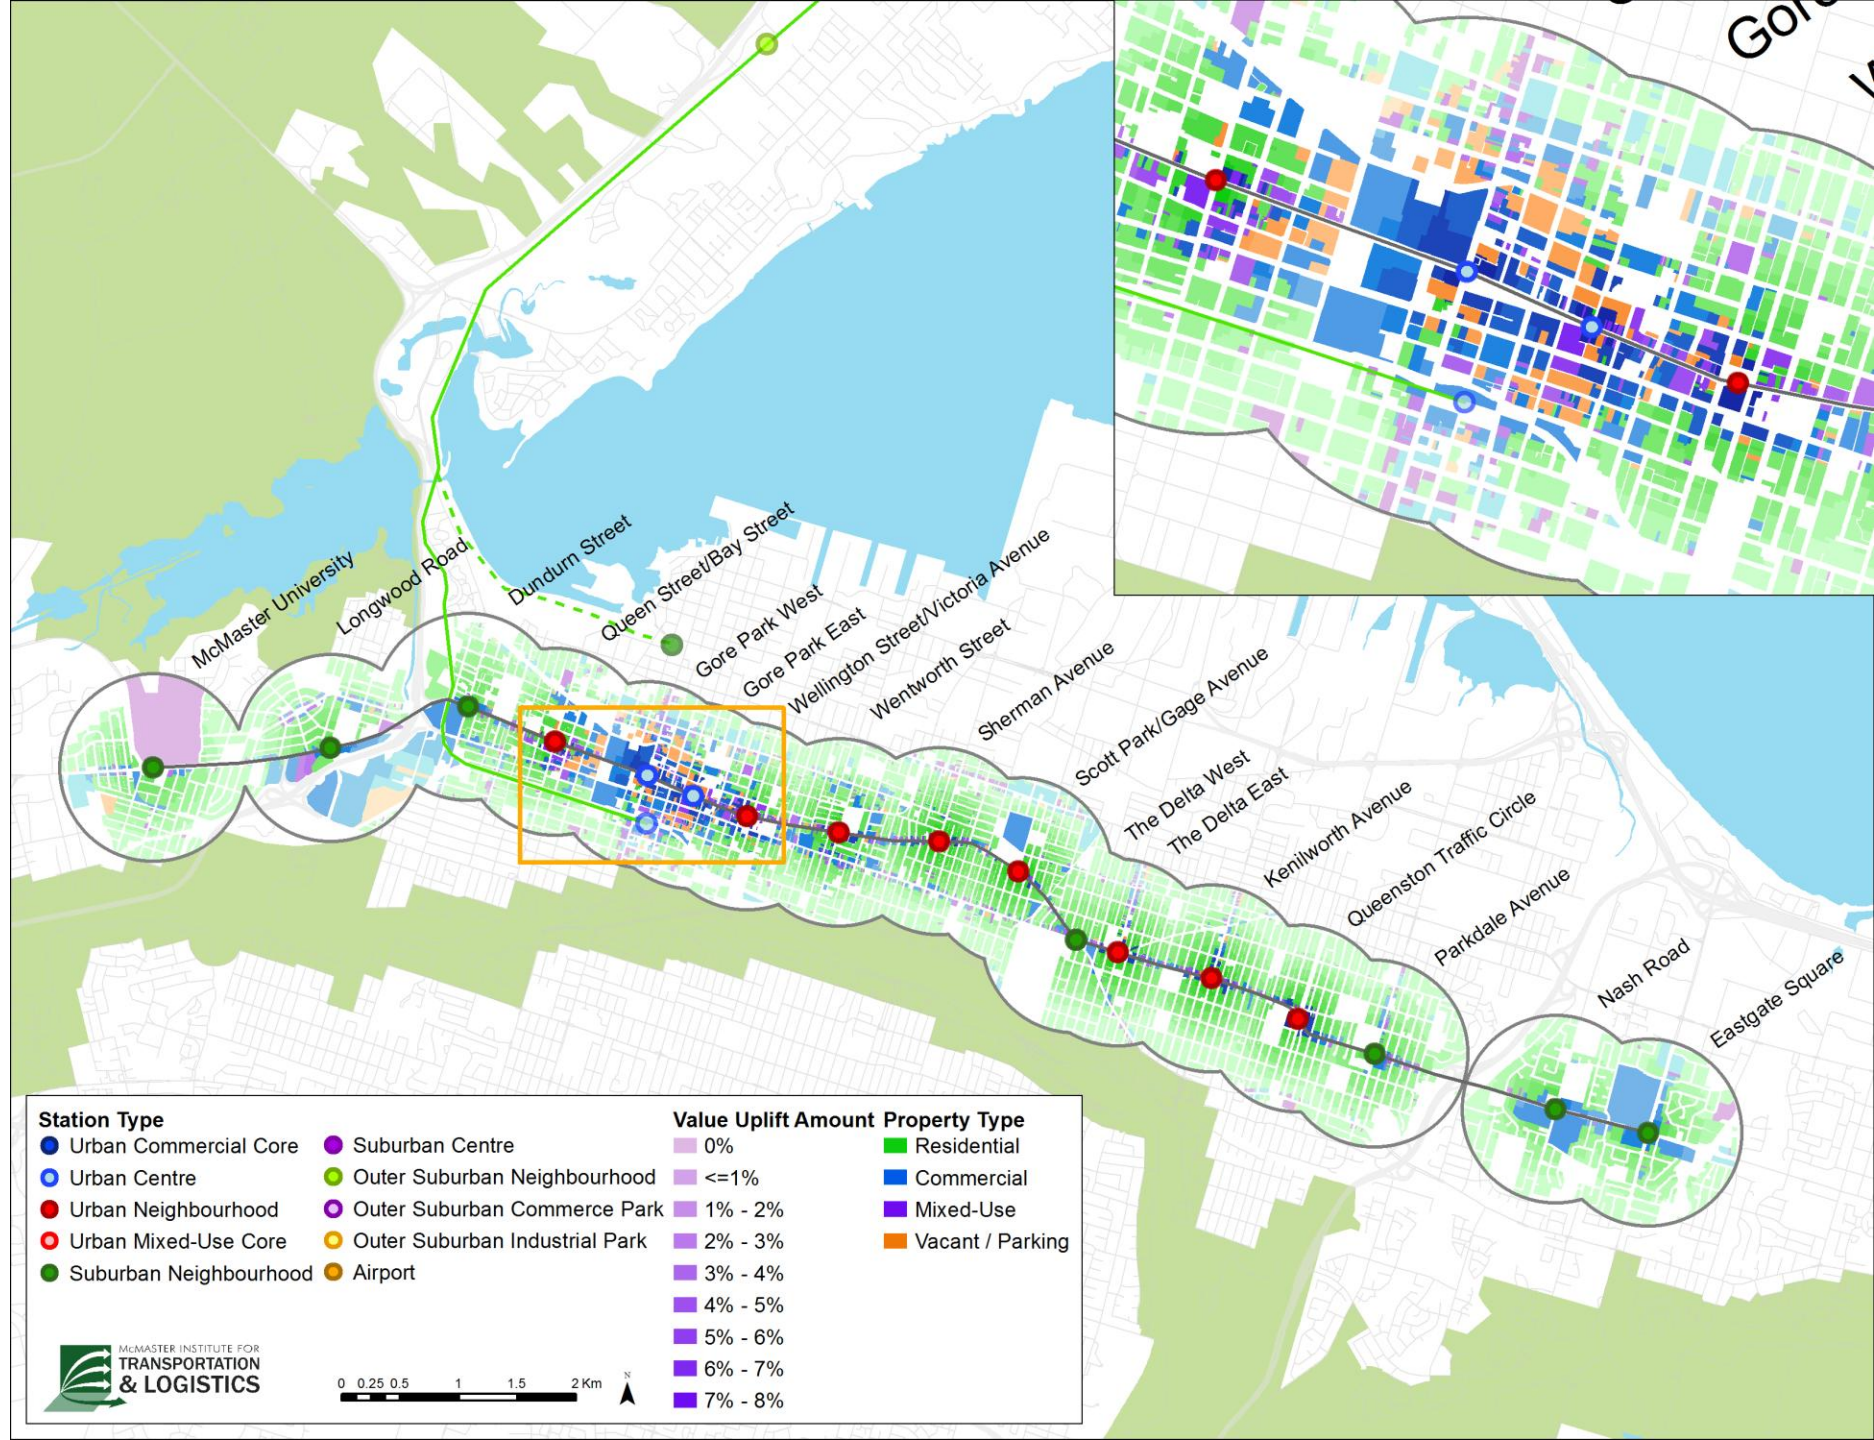 Gore
McMaster University
Longwood Road
Dundurn Street
Queen Street/Bay Street
Gore Park West
Gore Park East
Wellington Street/Victoria Avenue
Wentworth Street
Sherman Avenue
Scott Park/Gage Avenue
The Delta West
The Delta East
Kenilworth Avenue
Queenston Traffic Circle
Parkdale Avenue
Nash Road
Eastgate Square
Station Type
Urban Commercial Core
Urban Centre
Urban Neighbourhood
Urban Mixed-Use Core
Suburban Neighbourhood
Suburban Centre
Outer Suburban Neighbourhood
Outer Suburban Commerce Park
Outer Suburban Industrial Park
Airport
Value Uplift Amount
0%
<=1%
1% - 2%
2% - 3%
3% - 4%
4% - 5%
5% - 6%
6% - 7%
7% - 8%
Property Type
Residential
Commercial
Mixed-Use
Vacant / Parking
McMASTER INSTITUTE FOR
TRANSPORTATION
& LOGISTICS
0 0.25 0.5 1 1.5 2 Km
N